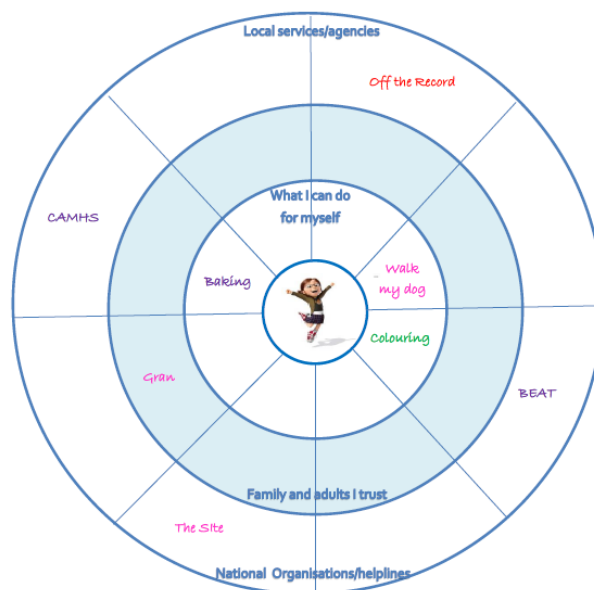 Local services/agencies
Off the Record
What I can do
for myself
CAMHS
Baking
Walk
my dog
Colouring
Gran
BEAT
Family and adults I trust
The SIte
National Organisations/helplines